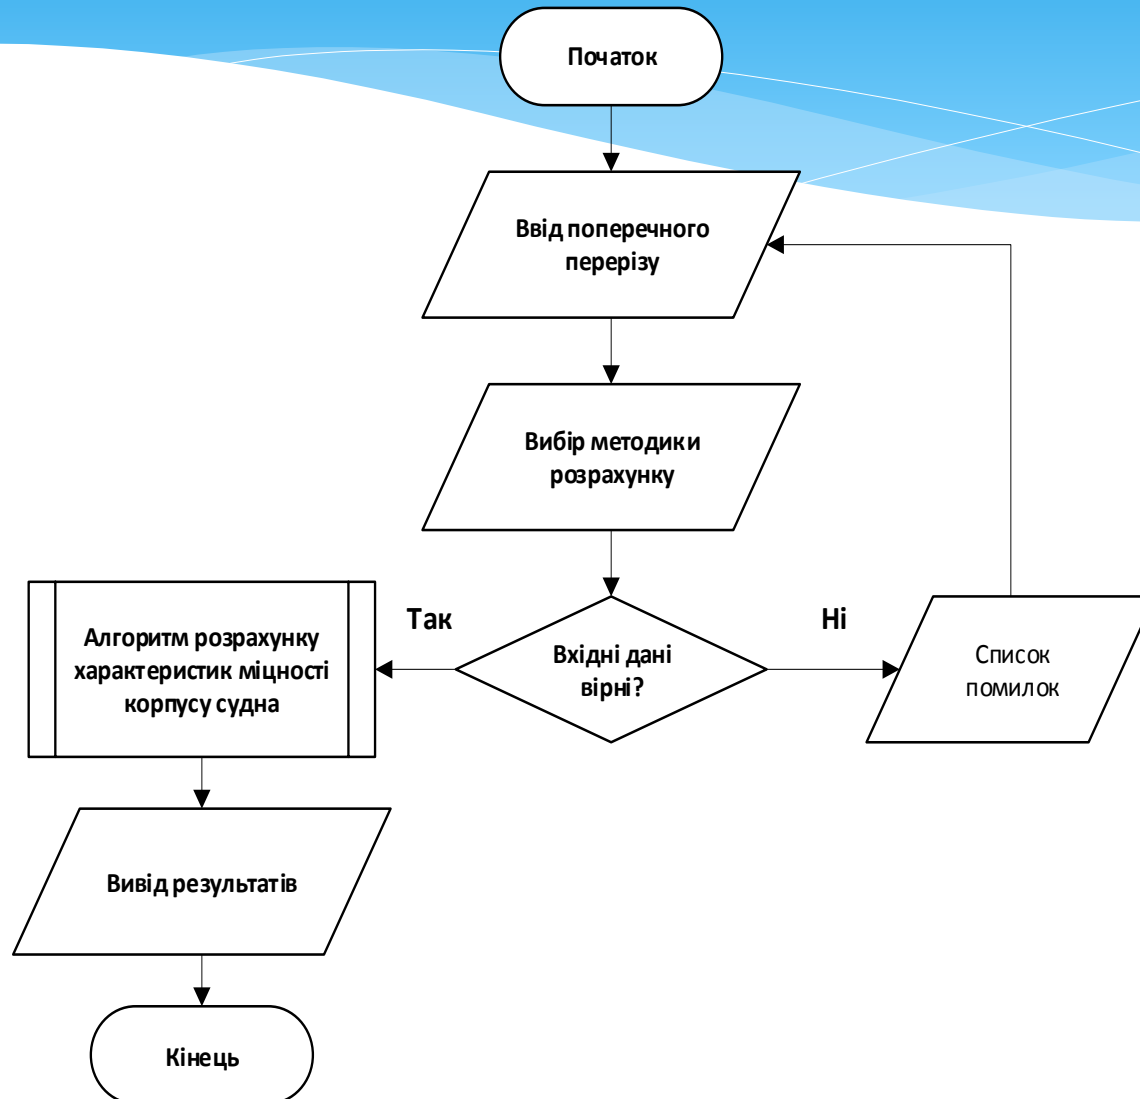 Початок
Ввід поперечного
перерізу
Вибір методики
розрахунку
Так
Ні
Алгоритм розрахунку
характеристик міцності
корпусу судна
Вхідні дані
вірні?
Список
помилок
Вивід результатів
Кінець